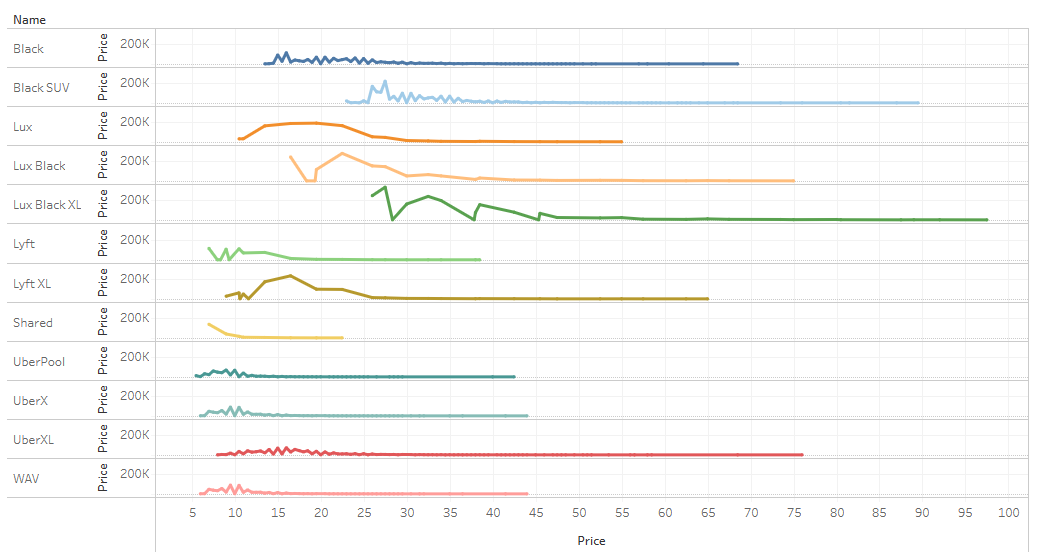 Name
Black Price 200K
Black SUV Price 200K
Lux Price 200K
Lux Black Price 200K
Lux Black XL Price 200K
Lyft Price 200K
Lyft XL Price 200K
Shared Price 200K
UberPool Price 200K
UberX Price 200K
UberXL Price 200K
WAV Price 200K
5 10 15 20 25 30 35 40 45 50 55 60 65 70 75 80 85 90 95 100
Price